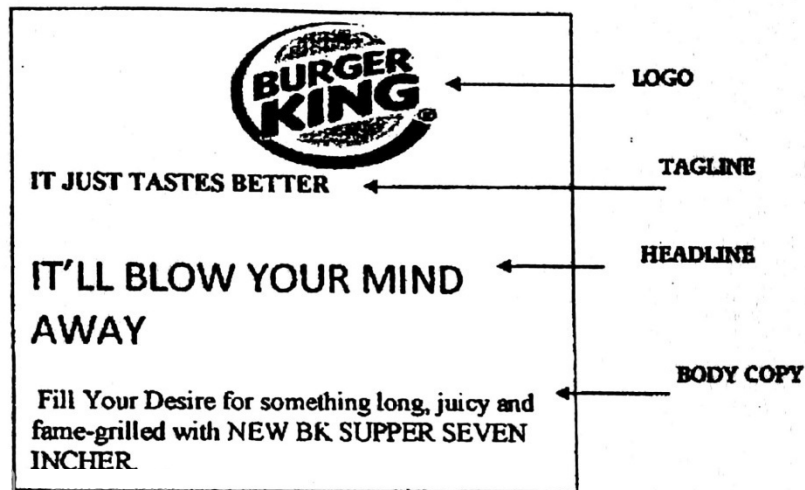 BURGER
KING®
LOGO
IT JUST TASTES BETTER
TAGLINE
IT'LL BLOW YOUR MIND
AWAY
HEADLINE
Fill Your Desire for something long, juicy and
fame-grilled with NEW BK SUPPER SEVEN
INCHER.
BODY COPY